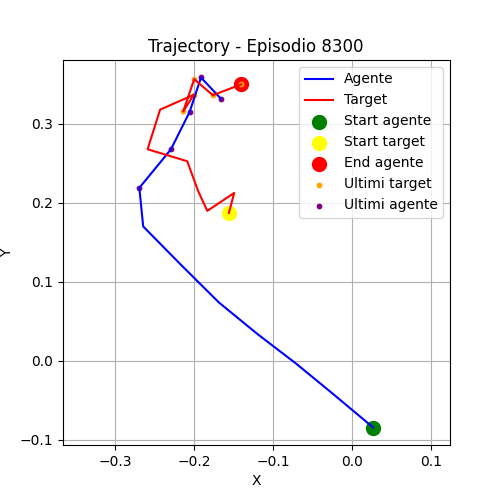 Trajectory - Episodio 8300
Agente
Target
Start agente
Start target
End agente
Ultimi target
Ultimi agente
0.3
0.2
0.1
0.0
−0.1
Y
−0.3
−0.2
−0.1
0.0
0.1
X